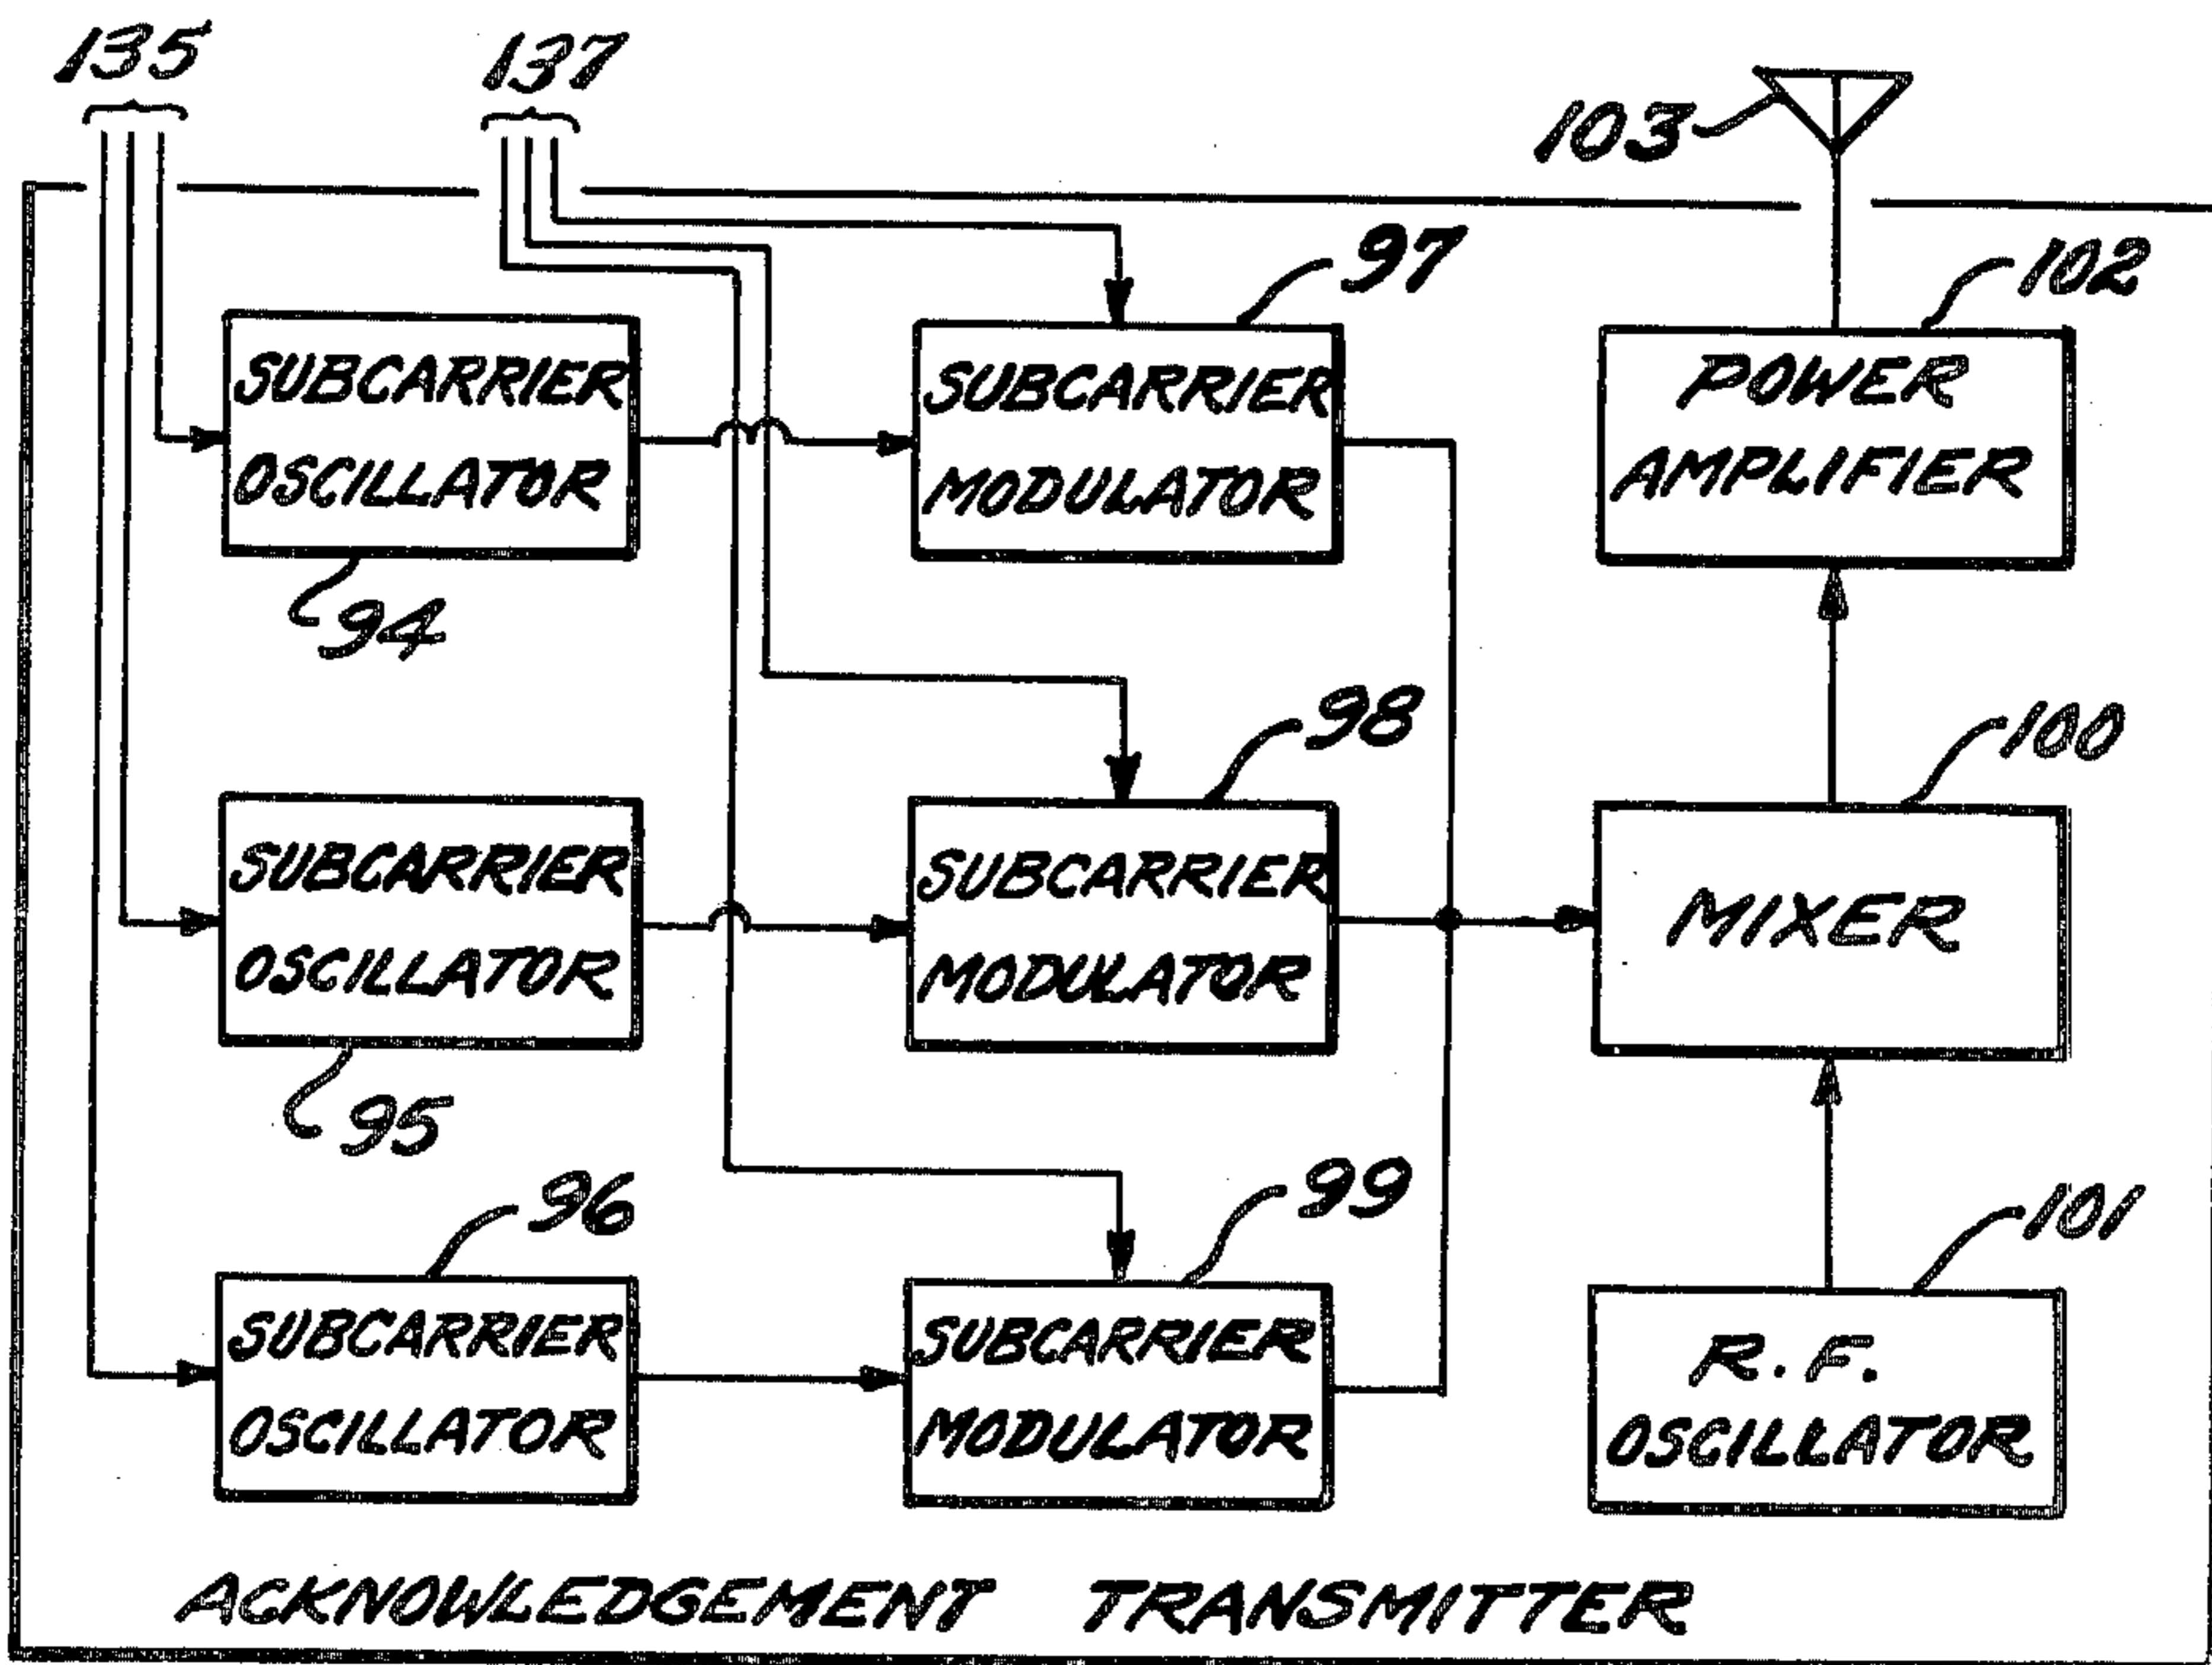 135
137
103
97
102
SUBCARRIER
OSCILLATOR
94
SUBCARRIER
MODULATOR
POWER
AMPLIFIER
98
100
SUBCARRIER
OSCILLATOR
95
SUBCARRIER
MODULATOR
MIXER
96
99
101
SUBCARRIER
OSCILLATOR
SUBCARRIER
MODULATOR
R.F.
OSCILLATOR
ACKNOWLEDGEMENT TRANSMITTER